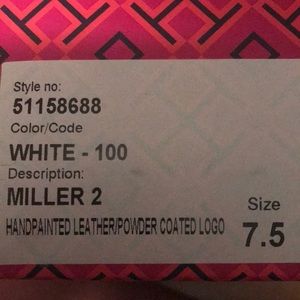 Style no:
51158688
Color/Code
WHITE - 100
Description:
MILLER 2
Size
HANDPAINTED LEATHER/POWDER COATED LOGO
7.5